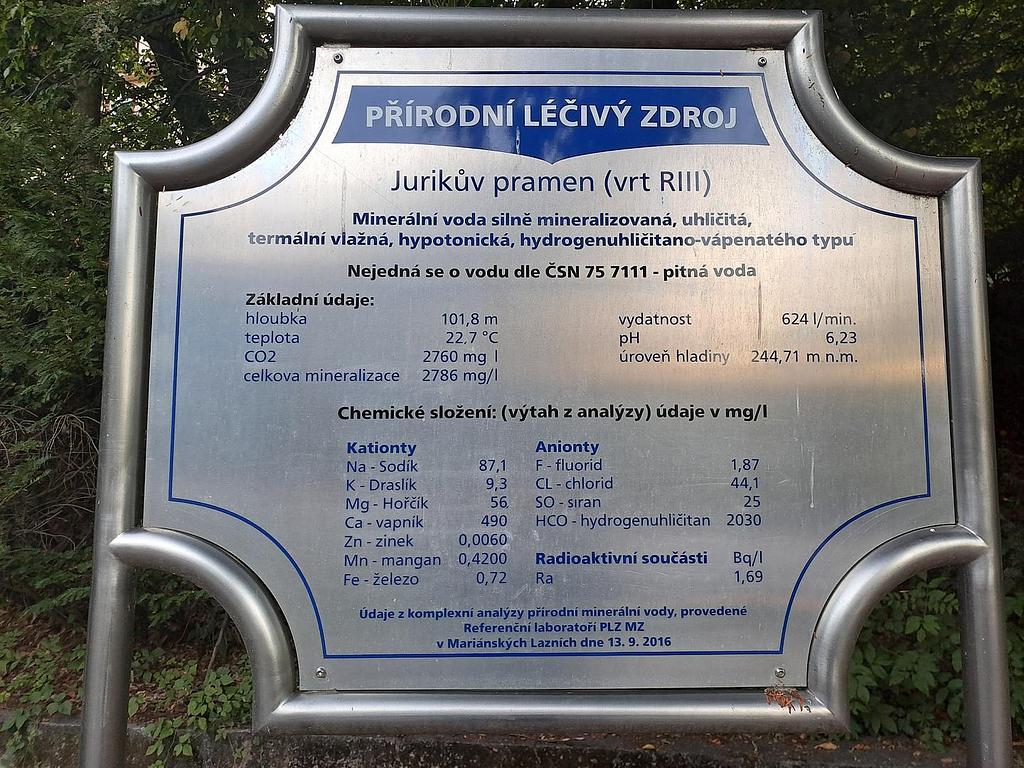 PŘÍRODNÍ LÉČIVÝ ZDROJ
Jurikův pramen (vrt RIII)
Minerální voda silně mineralizovaná, uhličitá,
termální vlažná, hypotonická, hydrogenuhličitano-vápenatého typu
Nejedná se o vodu dle ČSN 75 7111 - pitná voda
Základní údaje:
hloubka 101,8 m vydatnost 624 l/min.
teplota 22,7 °C pH 6,23
CO2 2760 mg l úroveň hladiny 244,71 m n.m.
celkova mineralizace 2786 mg/l
Chemické složení: (výtah z analýzy) údaje v mg/l
Kationty Anionty
Na - Sodík 87,1 F - fluorid 1,87
K - Draslík 9,3 CL - chlorid 44,1
Mg - Hořčík 56 SO - siran 25
Ca - vapník 490 HCO - hydrogenuhličitan 2030
Zn - zinek 0,0060
Mn - mangan 0,4200 Radioaktivní součásti Bq/l
Fe - železo 0,72 Ra 1,69
Údaje z komplexní analýzy přírodní minerální vody, provedené
Referenční laboratoří PLZ MZ
v Mariánských Lazních dne 13. 9. 2016